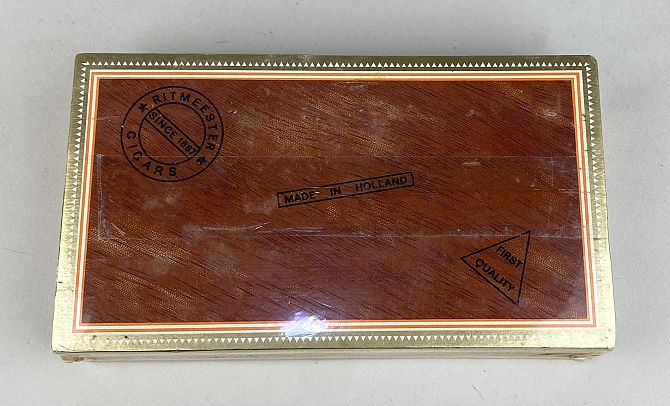 RITMEESTER
SINCE 1887
CIGARS
MADE IN HOLLAND
FIRST
QUALITY